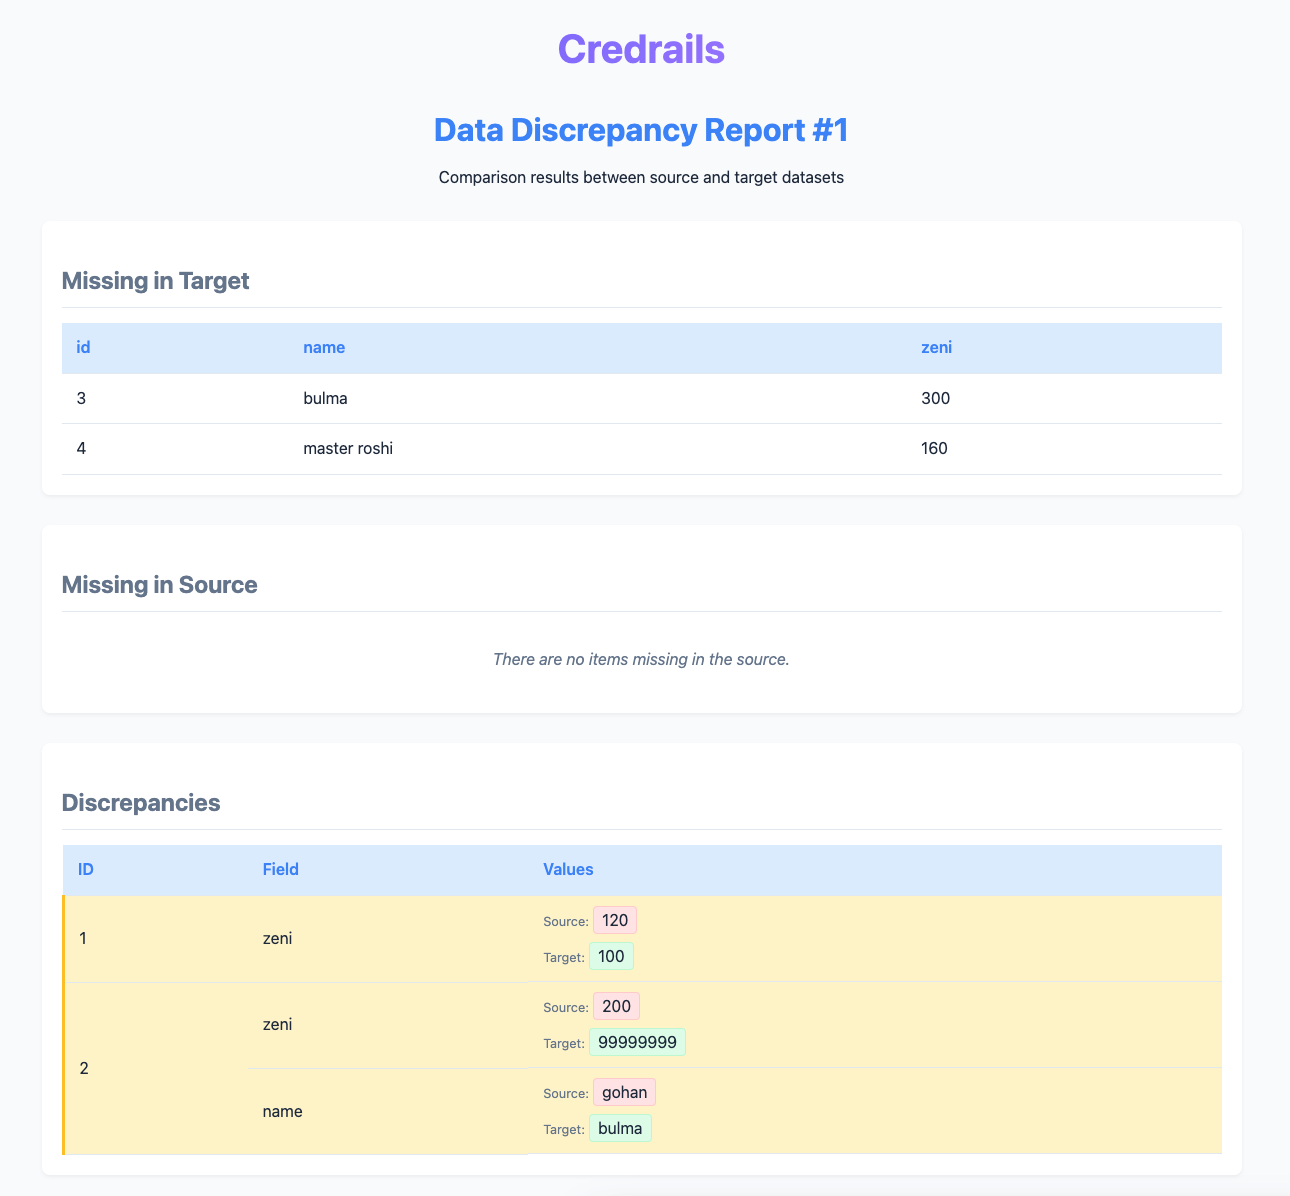 Credrails
Data Discrepancy Report #1
Comparison results between source and target datasets
Missing in Target
id name zeni
3 bulma 300
4 master roshi 160
Missing in Source
There are no items missing in the source.
Discrepancies
ID Field Values
1 zeni Source: 120
Target: 100
2 zeni Source: 200
Target: 99999999
name Source: gohan
Target: bulma